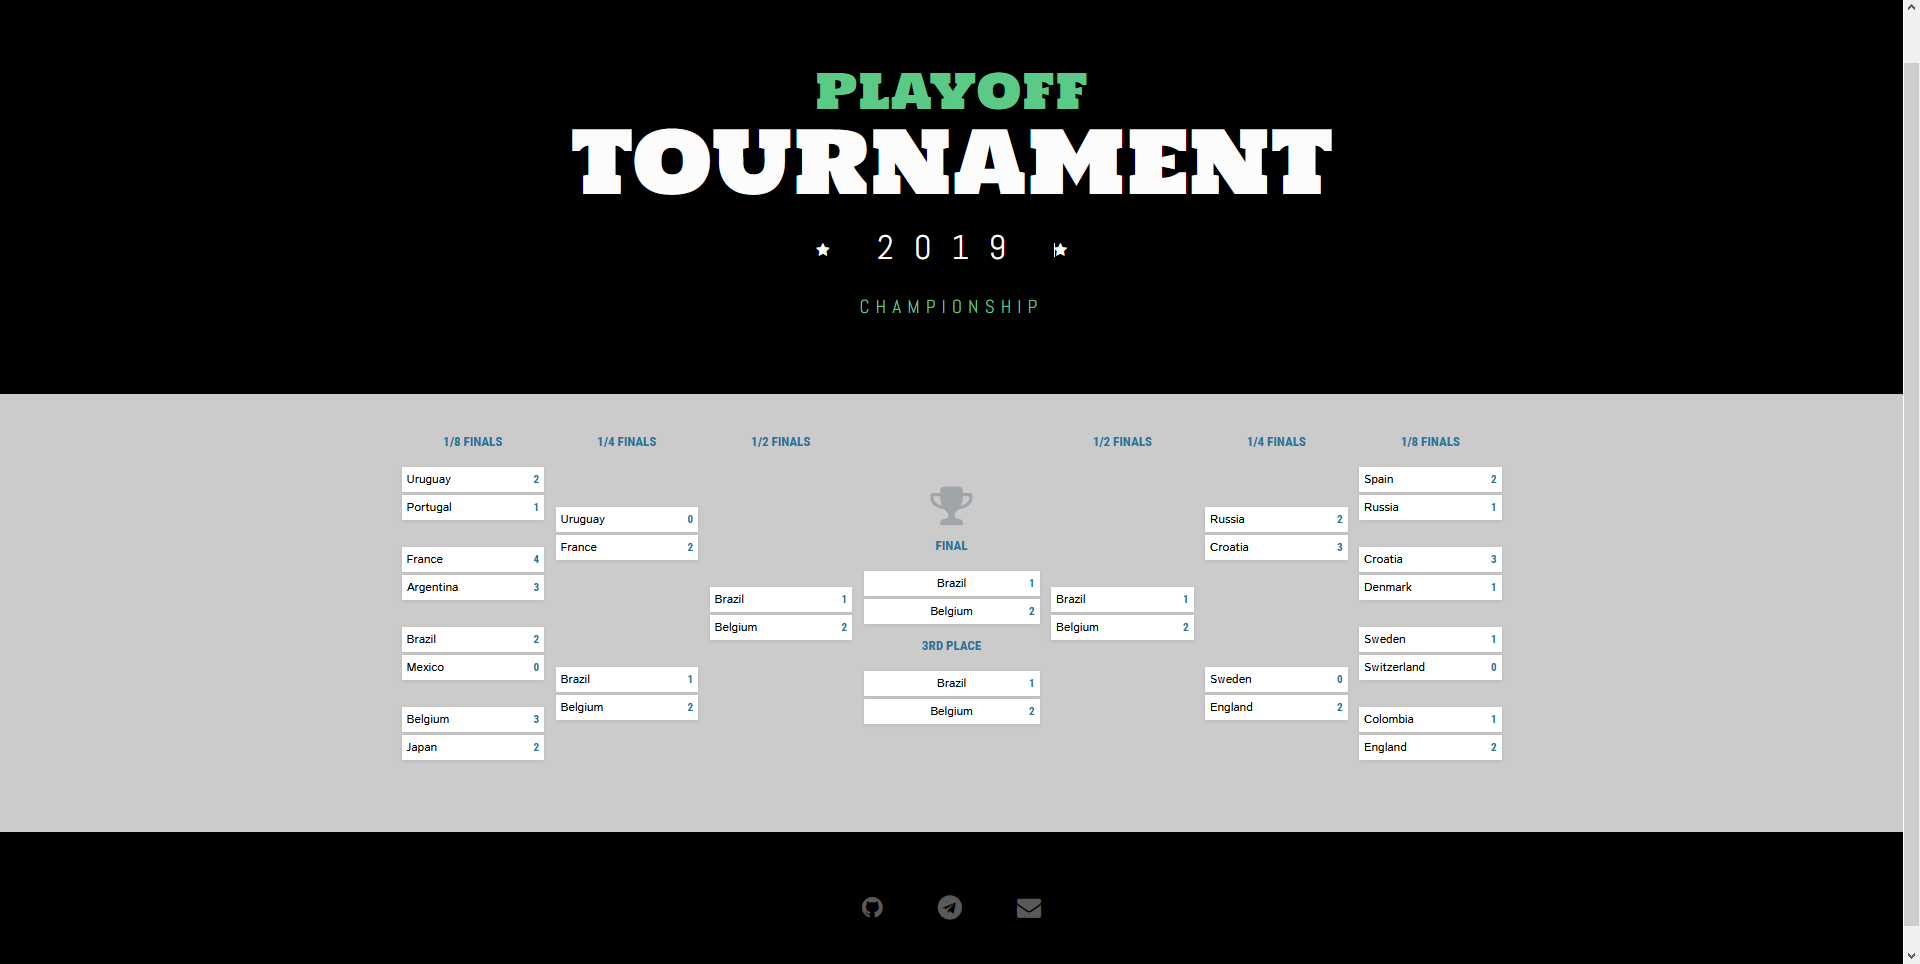 PLAYOFF
TOURNAMENT
2019
CHAMPIONSHIP
1/8 FINALS
Uruguay 2
Portugal 1
France 4
Argentina 3
Brazil 2
Mexico 0
Belgium 3
Japan 2
1/4 FINALS
Uruguay 0
France 2
Brazil 1
Belgium 2
1/2 FINALS
Brazil 1
Belgium 2
FINAL
Brazil 1
Belgium 2
3RD PLACE
Brazil 1
Belgium 2
1/2 FINALS
Brazil 1
Belgium 2
1/4 FINALS
Russia 2
Croatia 3
Sweden 0
England 2
1/8 FINALS
Spain 2
Russia 1
Croatia 3
Denmark 1
Sweden 1
Switzerland 0
Colombia 1
England 2